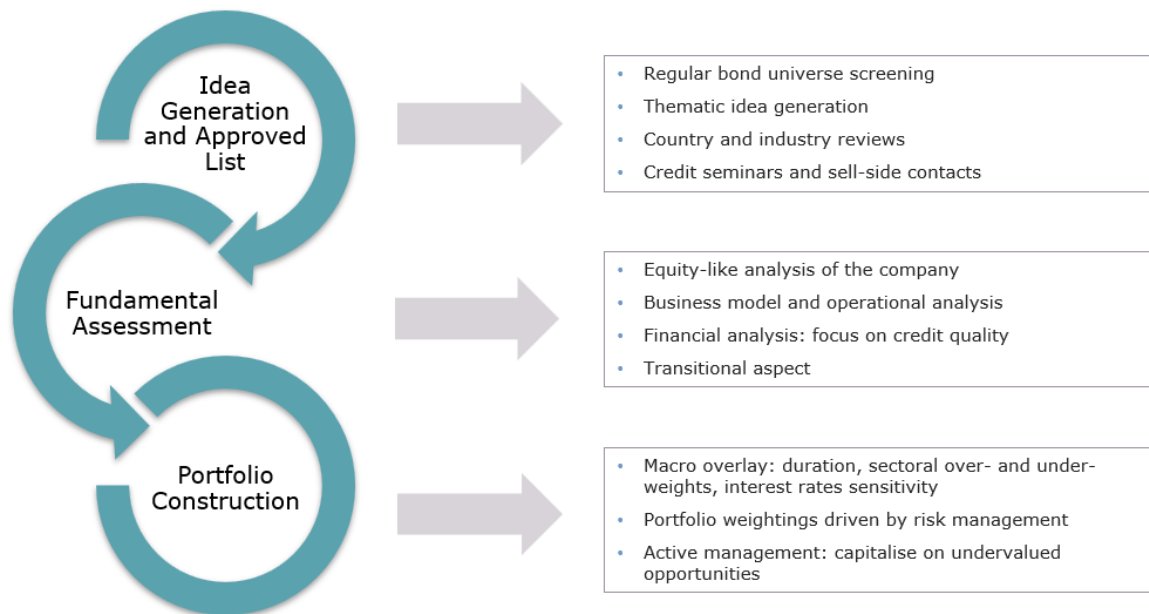 Idea
Generation
and Approved
List
• Regular bond universe screening
• Thematic idea generation
• Country and industry reviews
• Credit seminars and sell-side contacts
Fundamental
Assessment
• Equity-like analysis of the company
• Business model and operational analysis
• Financial analysis: focus on credit quality
• Transitional aspect
Portfolio
Construction
• Macro overlay: duration, sectoral over- and under-
weights, interest rates sensitivity
• Portfolio weightings driven by risk management
• Active management: capitalise on undervalued
opportunities